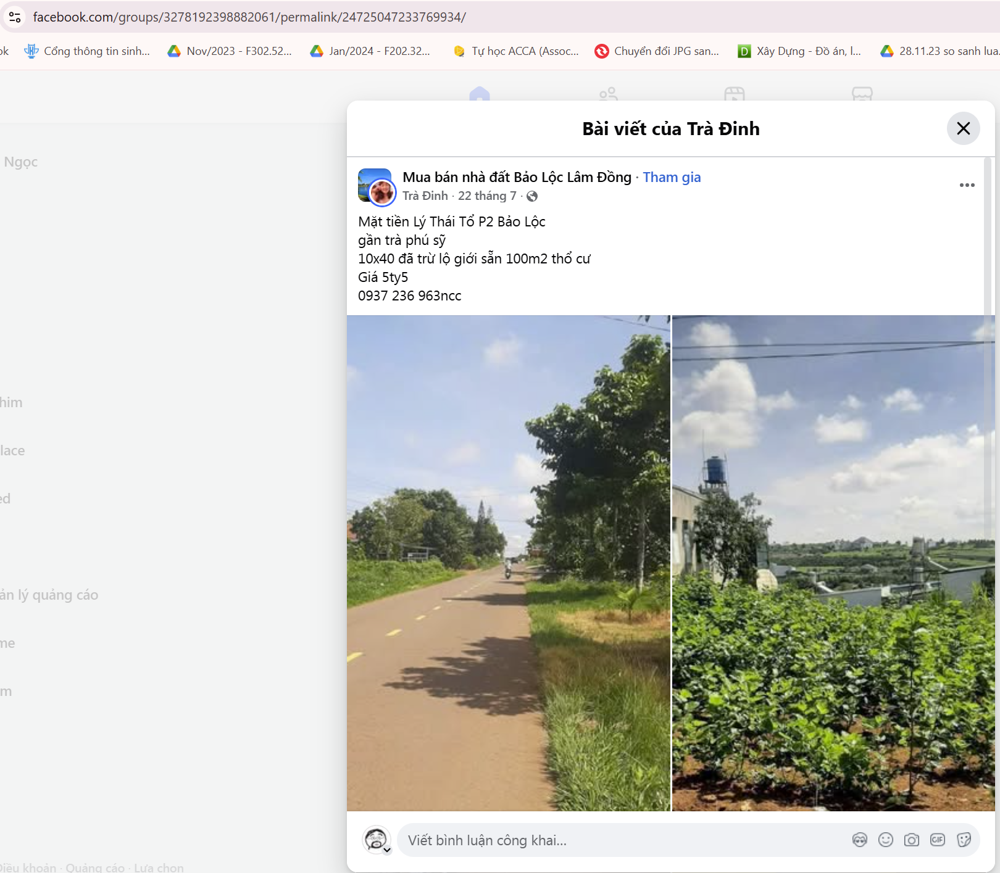 facebook.com/groups/3278192398882061/permalink/24725047233769934/
ok
Cổng thông tin sinh...
Nov/2023 - F302.52...
Jan/2024 - F202.32...
Tự học ACCA (Assoc...
Chuyển đổi JPG san...
Xây Dựng - Đồ án, l...
28.11.23 so sanh lua
Bài viết của Trà Đinh
Ngọc
Mua bán nhà đất Bảo Lộc Lâm Đồng · Tham gia
Trà Đinh · 22 tháng 7 ·
Mặt tiền Lý Thái Tổ P2 Bảo Lộc
gần trà phú sỹ
10x40 đã trừ lộ giới sẵn 100m2 thổ cư
Giá 5ty5
0937 236 963ncc
him
lace
ed
ản lý quảng cáo
me
m
Viết bình luận công khai...
GIF
Điều khoản · Quảng cáo · Lựa chọn